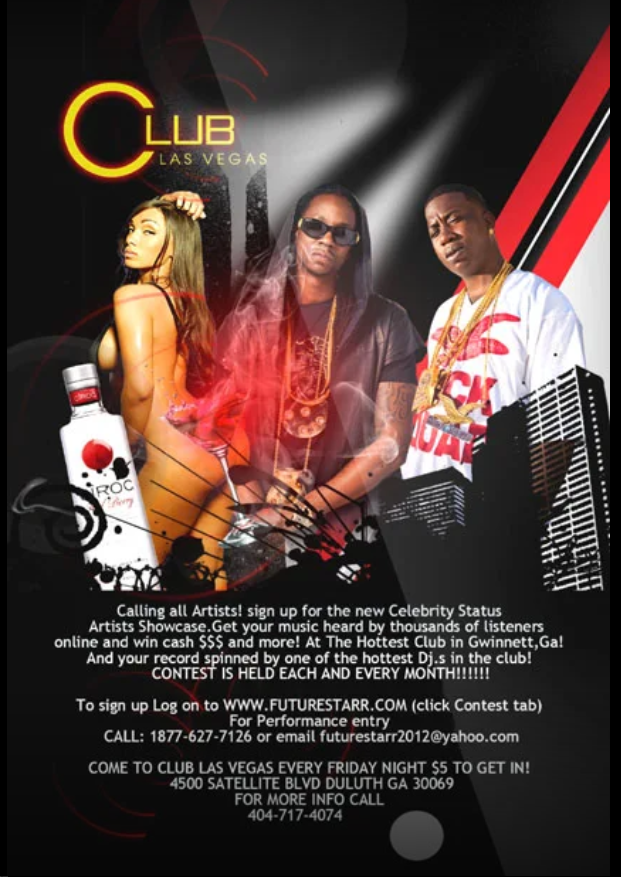 CLUB
LAS VEGAS
CIROC
Calling all Artists! sign up for the new Celebrity Status
Artists Showcase.Get your music heard by thousands of listeners
online and win cash $$$ and more! At The Hottest Club in Gwinnett,Ga!
And your record spinned by one of the hottest Dj.s in the club!
CONTEST IS HELD EACH AND EVERY MONTH!!!!!!
To sign up Log on to WWW.FUTURESTARR.COM (click Contest tab)
For Performance entry
CALL: 1877-627-7126 or email futurestarr2012@yahoo.com
COME TO CLUB LAS VEGAS EVERY FRIDAY NIGHT $5 TO GET IN!
4500 SATELLITE BLVD DULUTH GA 30069
FOR MORE INFO CALL
404-717-4074